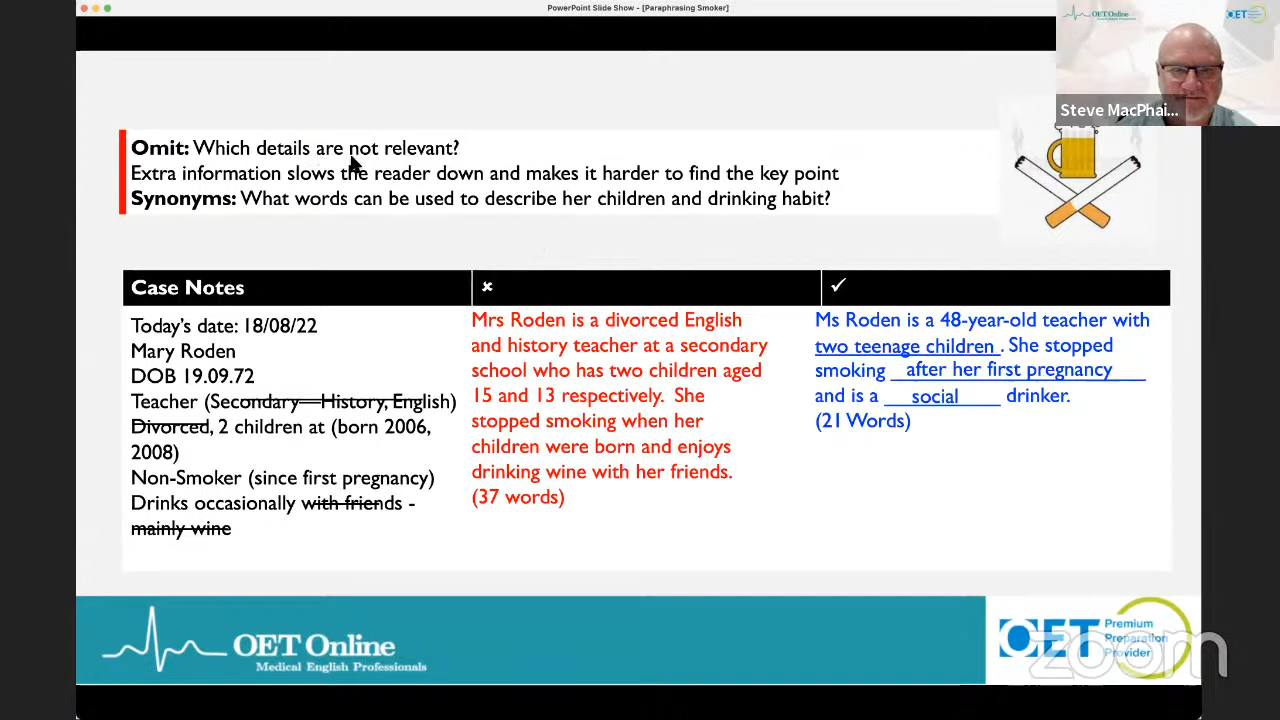 PowerPoint Slide Show - [Paraphrasing Smoker]
OET Online
OET
Steve MacPhai...
Omit: Which details are not relevant?
Extra information slows the reader down and makes it harder to find the key point
Synonyms: What words can be used to describe her children and drinking habit?
Case Notes
Today's date: 18/08/22
Mary Roden
DOB 19.09.72
Teacher (Secondary—History, English)
Divorced, 2 children at (born 2006,
2008)
Non-Smoker (since first pregnancy)
Drinks occasionally with friends -
mainly wine
×
Mrs Roden is a divorced English
and history teacher at a secondary
school who has two children aged
15 and 13 respectively. She
stopped smoking when her
children were born and enjoys
drinking wine with her friends.
(37 words)
✓
Ms Roden is a 48-year-old teacher with
two teenage children . She stopped
smoking after her first pregnancy
and is a social drinker.
(21 Words)
OET Online
Medical English Professionals
OET
Premium
Preparation
Provider
zoom